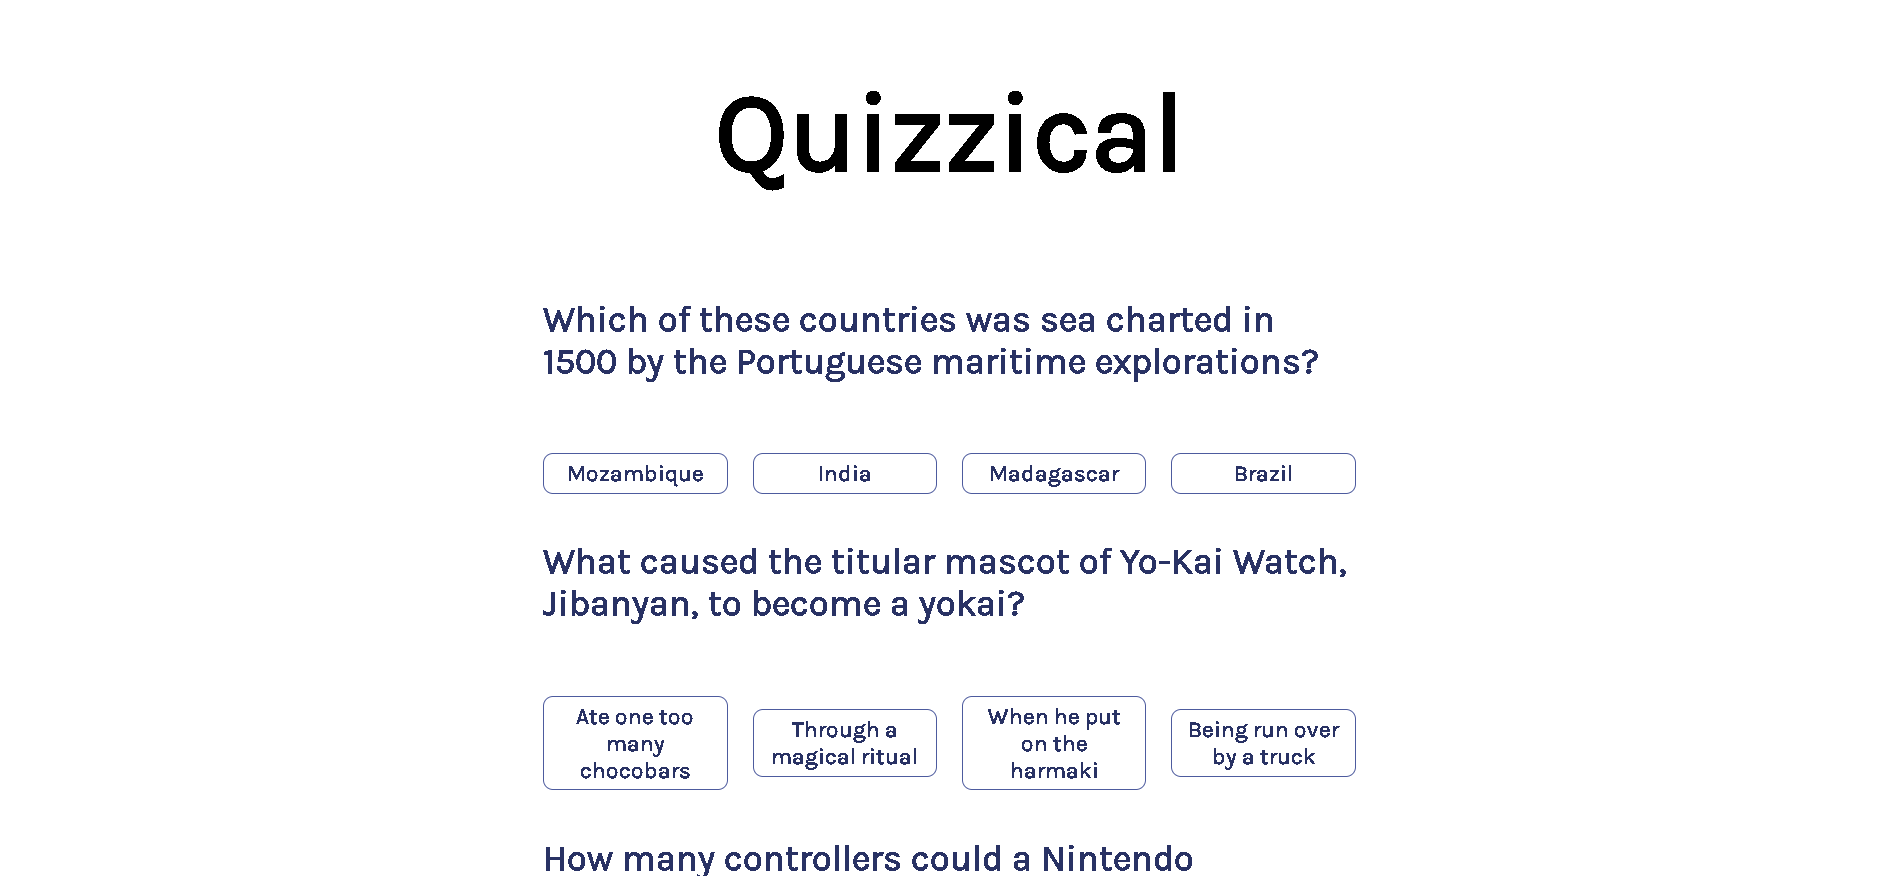 Quizzical
Which of these countries was sea charted in
1500 by the Portuguese maritime explorations?
Mozambique
India
Madagascar
Brazil
What caused the titular mascot of Yo-Kai Watch,
Jibanyan, to become a yokai?
Ate one too
many
chocobars
Through a
magical ritual
When he put
on the
harmaki
Being run over
by a truck
How many controllers could a Nintendo